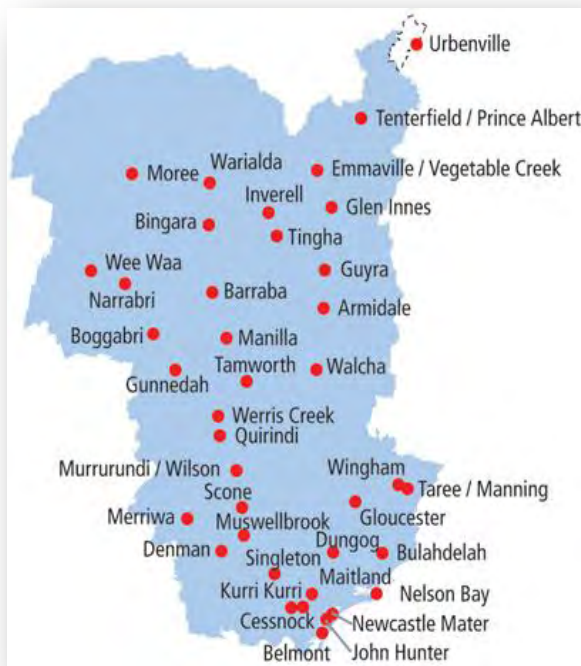 Urbenville
Tenterfield / Prince Albert
Moree
Warialda
Emmaville / Vegetable Creek
Inverell
Glen Innes
Bingara
Tingha
Wee Waa
Guyra
Narrabri
Barraba
Armidale
Boggabri
Manilla
Tamworth
Walcha
Gunnedah
Werris Creek
Quirindi
Murrurundi / Wilson
Wingham
Taree / Manning
Scone
Gloucester
Merriwa
Muswellbrook
Denman
Dungog
Bulahdelah
Singleton
Maitland
Kurri Kurri
Nelson Bay
Cessnock
Newcastle Mater
John Hunter
Belmont